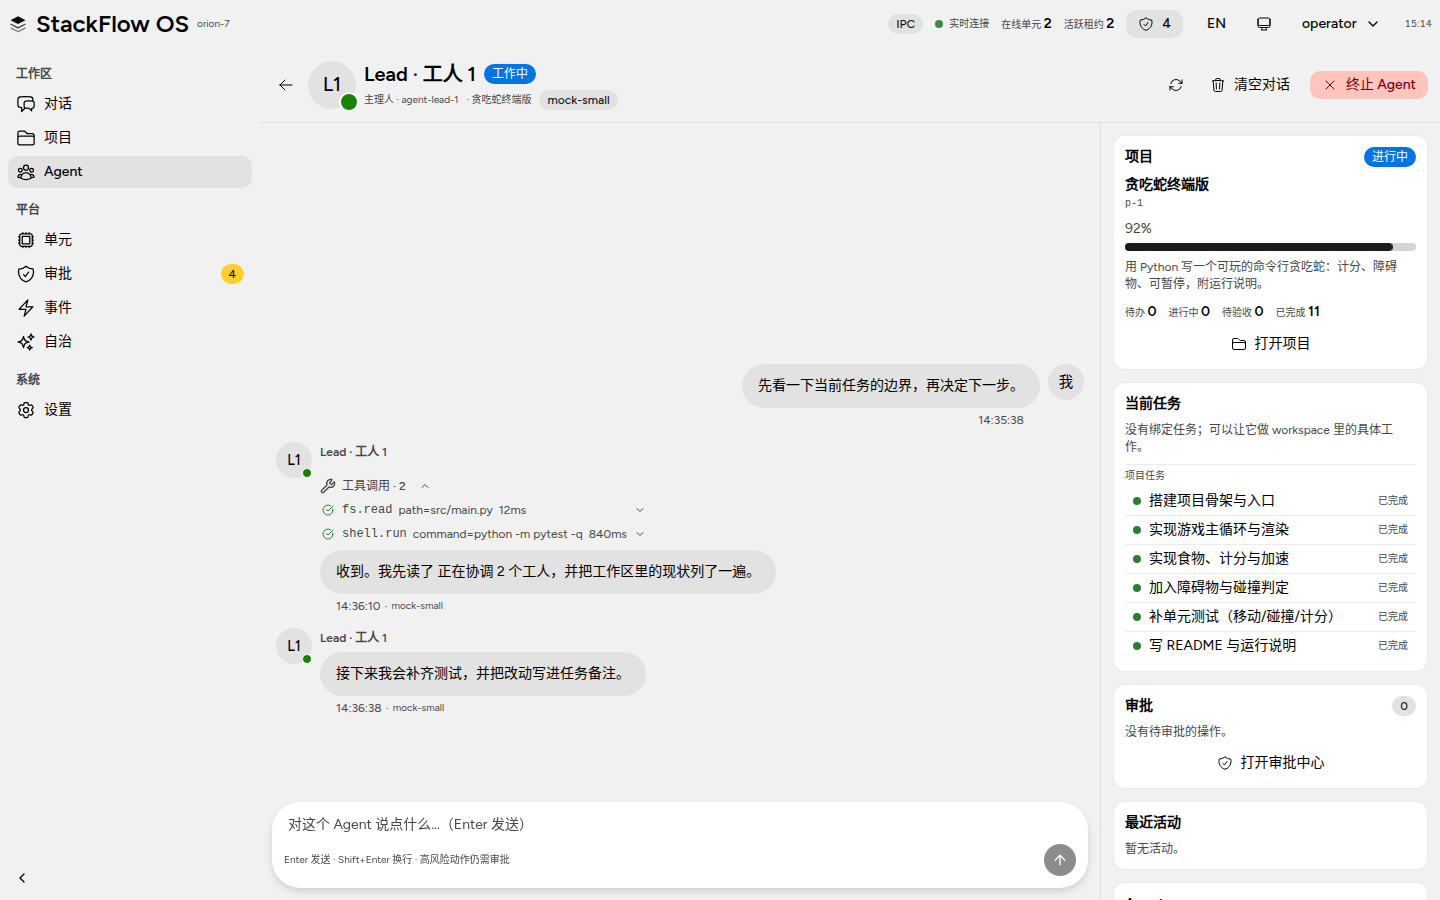 StackFlow OS orion-7
IPC 实时连接 在线单元 2 活跃租约 2 4 EN operator 15:14
工作区
对话
项目
Agent
平台
单元
审批 4
事件
自治
系统
设置
L1
Lead · 工人 1 工作中
主理人 · agent-lead-1 · 贪吃蛇终端版 mock-small
清空对话
终止 Agent
先看一下当前任务的边界，再决定下一步。
我
14:35:38
L1
Lead · 工人 1
工具调用 · 2
fs.read path=src/main.py 12ms
shell.run command=python -m pytest -q 840ms
收到。我先读了 正在协调 2 个工人，并把工作区里的现状列了一遍。
14:36:10 · mock-small
L1
Lead · 工人 1
接下来我会补齐测试，并把改动写进任务备注。
14:36:38 · mock-small
对这个 Agent 说点什么…（Enter 发送）
Enter 发送 · Shift+Enter 换行 · 高风险动作仍需审批
项目 进行中
贪吃蛇终端版
p-1
92%
用 Python 写一个可玩的命令行贪吃蛇：计分、障碍
物、可暂停，附运行说明。
待办 0 进行中 0 待验收 0 已完成 11
打开项目
当前任务
没有绑定任务；可以让它做 workspace 里的具体工
作。
项目任务
搭建项目骨架与入口 已完成
实现游戏主循环与渲染 已完成
实现食物、计分与加速 已完成
加入障碍物与碰撞判定 已完成
补单元测试（移动/碰撞/计分） 已完成
写 README 与运行说明 已完成
审批 0
没有待审批的操作。
打开审批中心
最近活动
暂无活动。